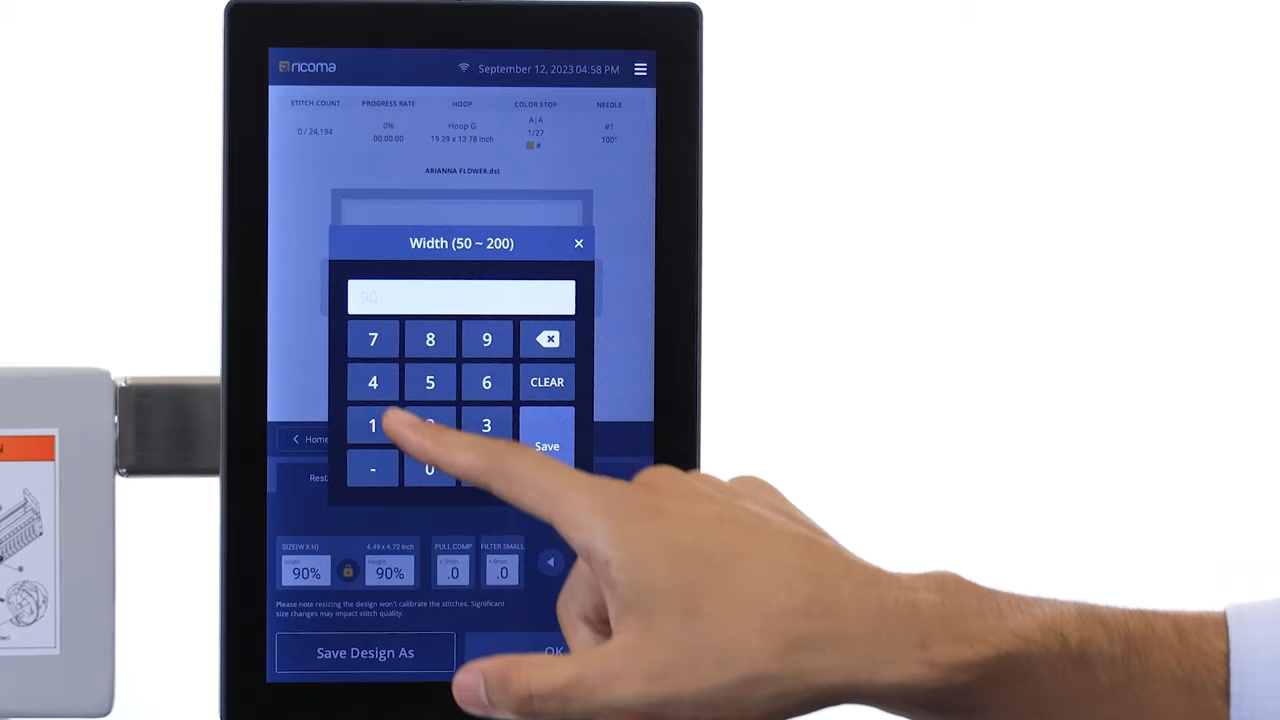 ricoma
September 12, 2023 04:58 PM
STITCH COUNT PROGRESS RATE HOOP COLOR STOP NEEDLE
0 / 24,194 0% 00:00:00 Hoop G 19.29 x 13.78 Inch A|A 1/27 # #1 100°
ARIANNA FLOWER.dst
Width (50 ~ 200) ×
90
7 8 9
4 5 6 CLEAR
1 3 Save
- 0
Home
SIZE(W X H) 4.49 x 4.72 Inch PULL COMP FILTER SMALL
Width 90% Height 90% .0 .0
Please note resizing the design won't calibrate the stitches. Significant
size changes may impact stitch quality.
Save Design As OK